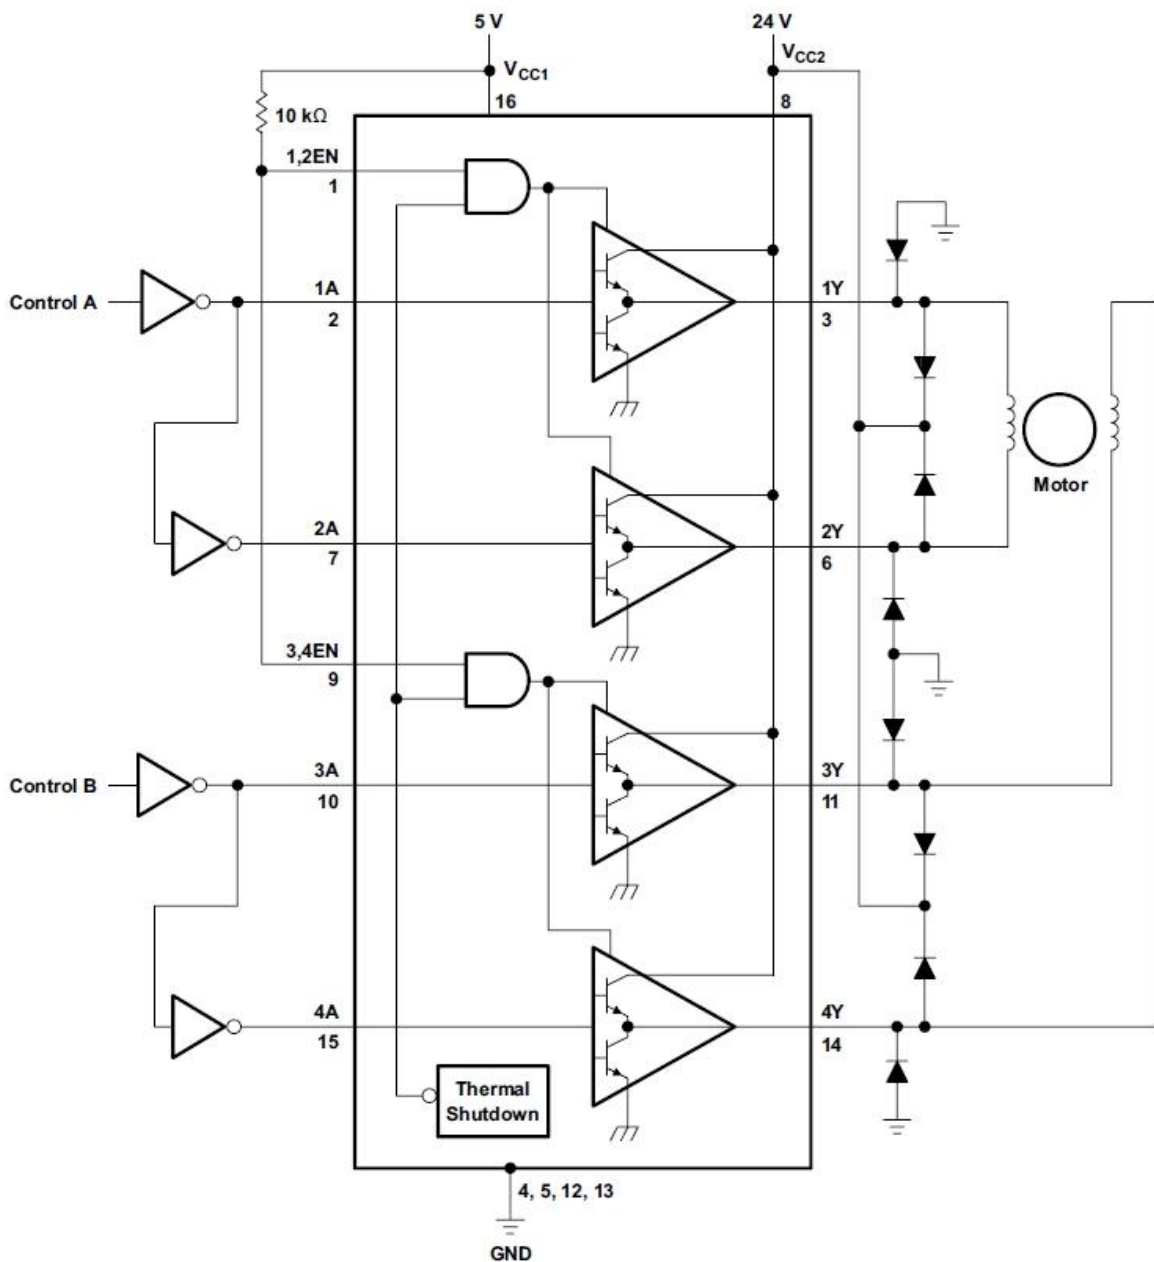 5 V
24 V
VCC1
VCC2
16
8
10 kΩ
1,2EN
1
Control A
1A
2
1Y
3
Motor
2A
7
2Y
6
3,4EN
9
Control B
3A
10
3Y
11
4A
15
4Y
14
Thermal
Shutdown
4, 5, 12, 13
GND